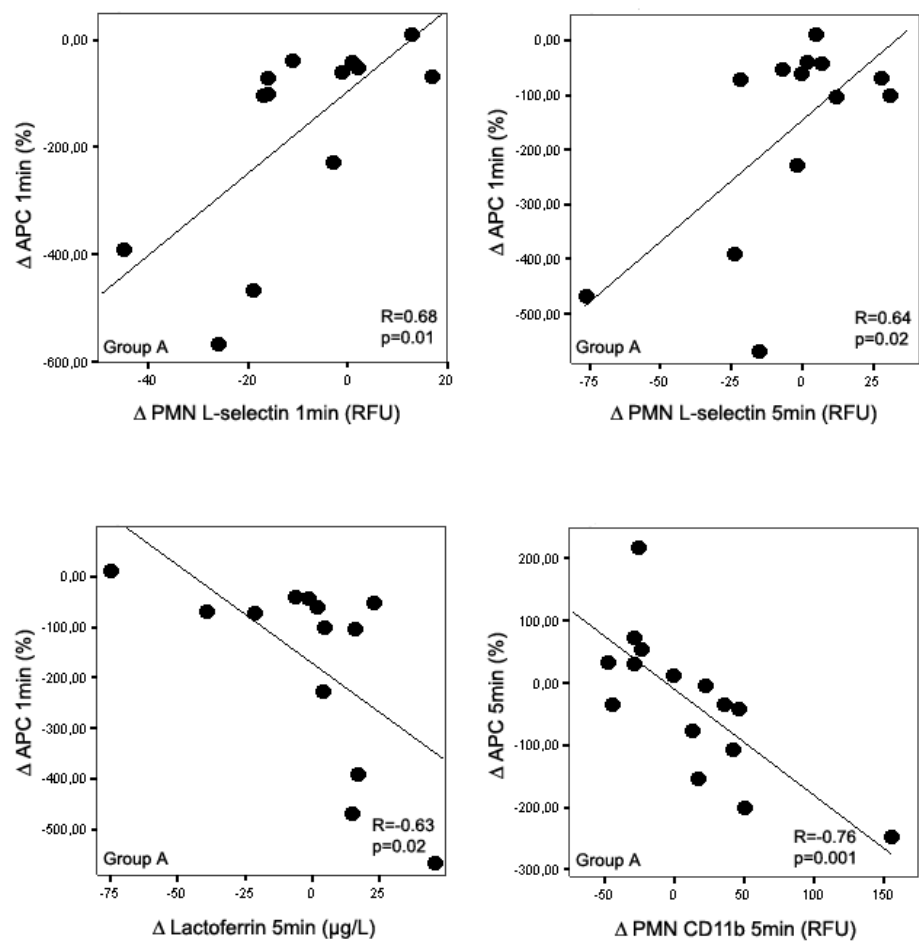 0,00
-200,00
-400,00
-600,00
Δ APC 1min (%)
R=0.68
p=0.01
Group A
-40 -20 0 20
Δ PMN L-selectin 1min (RFU)
0,00
-100,00
-200,00
-300,00
-400,00
-500,00
Δ APC 1min (%)
R=0.64
p=0.02
Group A
-75 -50 -25 0 25
Δ PMN L-selectin 5min (RFU)
0,00
-100,00
-200,00
-300,00
-400,00
-500,00
Δ APC 1min (%)
R=-0.63
p=0.02
Group A
-75 -50 -25 0 25
Δ Lactoferrin 5min (µg/L)
200,00
100,00
0,00
-100,00
-200,00
-300,00
Δ APC 5min (%)
R=-0.76
p=0.001
Group A
-50 0 50 100 150
Δ PMN CD11b 5min (RFU)